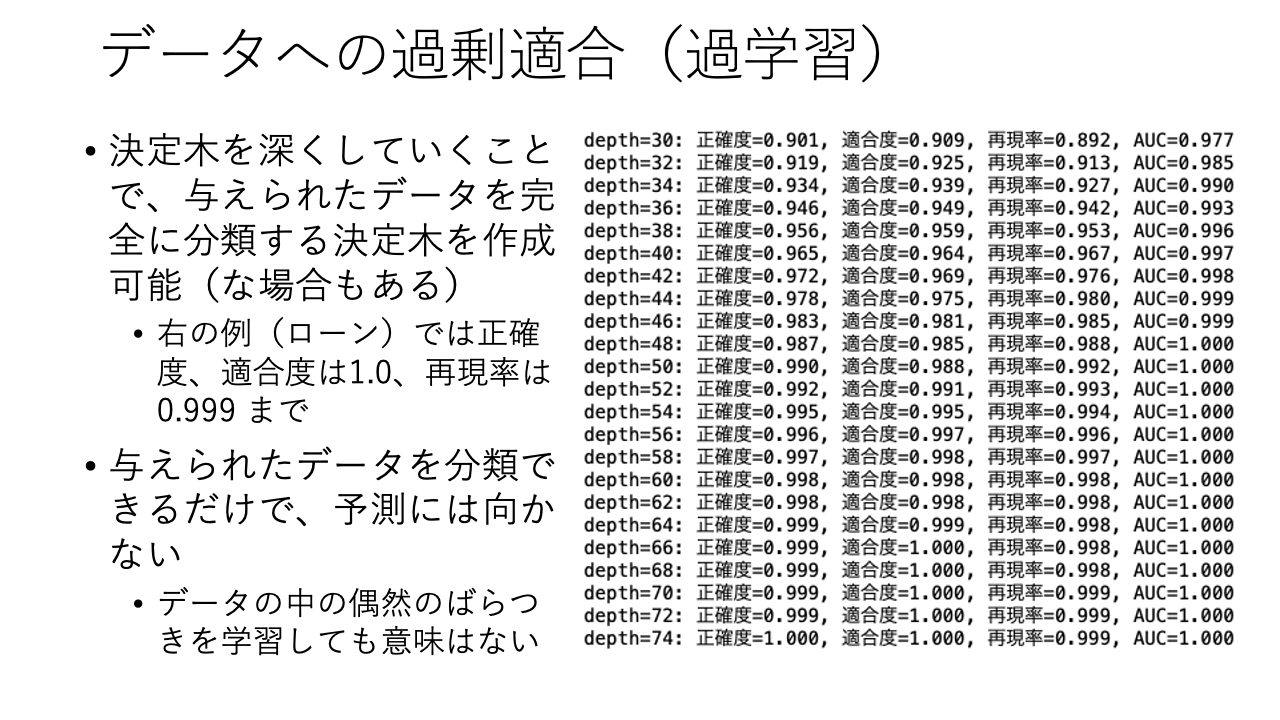 データへの過剰適合（過学習）
• 決定木を深くしていくこと
で、与えられたデータを完
全に分類する決定木を作成
可能（な場合もある）
• 右の例（ローン）では正確
度、適合度は1.0、再現率は
0.999 まで
• 与えられたデータを分類で
きるだけで、予測には向か
ない
• データの中の偶然のばらつ
きを学習しても意味はない
depth=30: 正確度=0.901, 適合度=0.909, 再現率=0.892, AUC=0.977
depth=32: 正確度=0.919, 適合度=0.925, 再現率=0.913, AUC=0.985
depth=34: 正確度=0.934, 適合度=0.939, 再現率=0.927, AUC=0.990
depth=36: 正確度=0.946, 適合度=0.949, 再現率=0.942, AUC=0.993
depth=38: 正確度=0.956, 適合度=0.959, 再現率=0.953, AUC=0.996
depth=40: 正確度=0.965, 適合度=0.964, 再現率=0.967, AUC=0.997
depth=42: 正確度=0.972, 適合度=0.969, 再現率=0.976, AUC=0.998
depth=44: 正確度=0.978, 適合度=0.975, 再現率=0.980, AUC=0.999
depth=46: 正確度=0.983, 適合度=0.981, 再現率=0.985, AUC=0.999
depth=48: 正確度=0.987, 適合度=0.985, 再現率=0.988, AUC=1.000
depth=50: 正確度=0.990, 適合度=0.988, 再現率=0.992, AUC=1.000
depth=52: 正確度=0.992, 適合度=0.991, 再現率=0.993, AUC=1.000
depth=54: 正確度=0.995, 適合度=0.995, 再現率=0.994, AUC=1.000
depth=56: 正確度=0.996, 適合度=0.997, 再現率=0.996, AUC=1.000
depth=58: 正確度=0.997, 適合度=0.998, 再現率=0.997, AUC=1.000
depth=60: 正確度=0.998, 適合度=0.998, 再現率=0.998, AUC=1.000
depth=62: 正確度=0.998, 適合度=0.998, 再現率=0.998, AUC=1.000
depth=64: 正確度=0.999, 適合度=0.999, 再現率=0.998, AUC=1.000
depth=66: 正確度=0.999, 適合度=1.000, 再現率=0.998, AUC=1.000
depth=68: 正確度=0.999, 適合度=1.000, 再現率=0.998, AUC=1.000
depth=70: 正確度=0.999, 適合度=1.000, 再現率=0.999, AUC=1.000
depth=72: 正確度=0.999, 適合度=1.000, 再現率=0.999, AUC=1.000
depth=74: 正確度=1.000, 適合度=1.000, 再現率=0.999, AUC=1.000